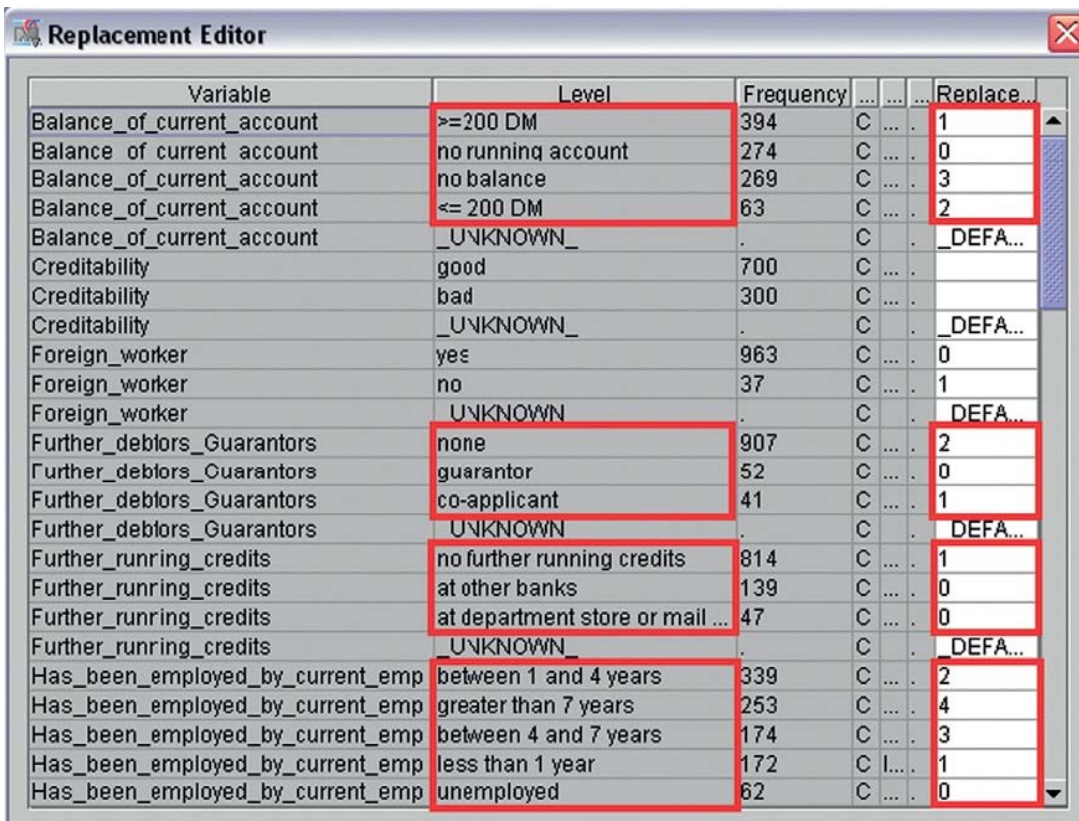 Replacement Editor
Variable Level Frequency ... ... ... Replace...
Balance_of_current_account >=200 DM 394 C ... . 1
Balance_of_current_account no running account 274 C ... . 0
Balance_of_current_account no balance 269 C ... . 3
Balance_of_current_account <= 200 DM 63 C ... . 2
Balance_of_current_account _UNKNOWN_ . C . _DEFA...
Creditability good 700 C ... .
Creditability bad 300 C ... .
Creditability _UNKNOWN_ . C . _DEFA...
Foreign_worker yes 963 C ... . 0
Foreign_worker no 37 C ... . 1
Foreign_worker _UNKNOWN_ . C . _DEFA...
Further_debtors_Guarantors none 907 C ... . 2
Further_debtors_Guarantors guarantor 52 C ... . 0
Further_debtors_Guarantors co-applicant 41 C ... . 1
Further_debtors_Guarantors _UNKNOWN_ . C . _DEFA...
Further_running_credits no further running credits 814 C ... . 1
Further_running_credits at other banks 139 C ... . 0
Further_running_credits at department store or mail ... 47 C ... . 0
Further_running_credits _UNKNOWN_ . C . _DEFA...
Has_been_employed_by_current_emp between 1 and 4 years 339 C ... . 2
Has_been_employed_by_current_emp greater than 7 years 253 C ... . 4
Has_been_employed_by_current_emp between 4 and 7 years 174 C ... . 3
Has_been_employed_by_current_emp less than 1 year 172 C l... . 1
Has_been_employed_by_current_emp unemployed 62 C ... . 0